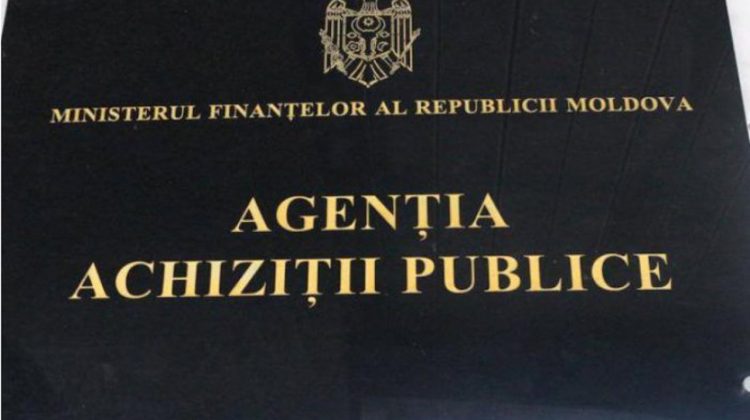 MINISTERUL FINANȚELOR AL REPUBLICII MOLDOVA
AGENȚIA
ACHIZIȚII PUBLICE